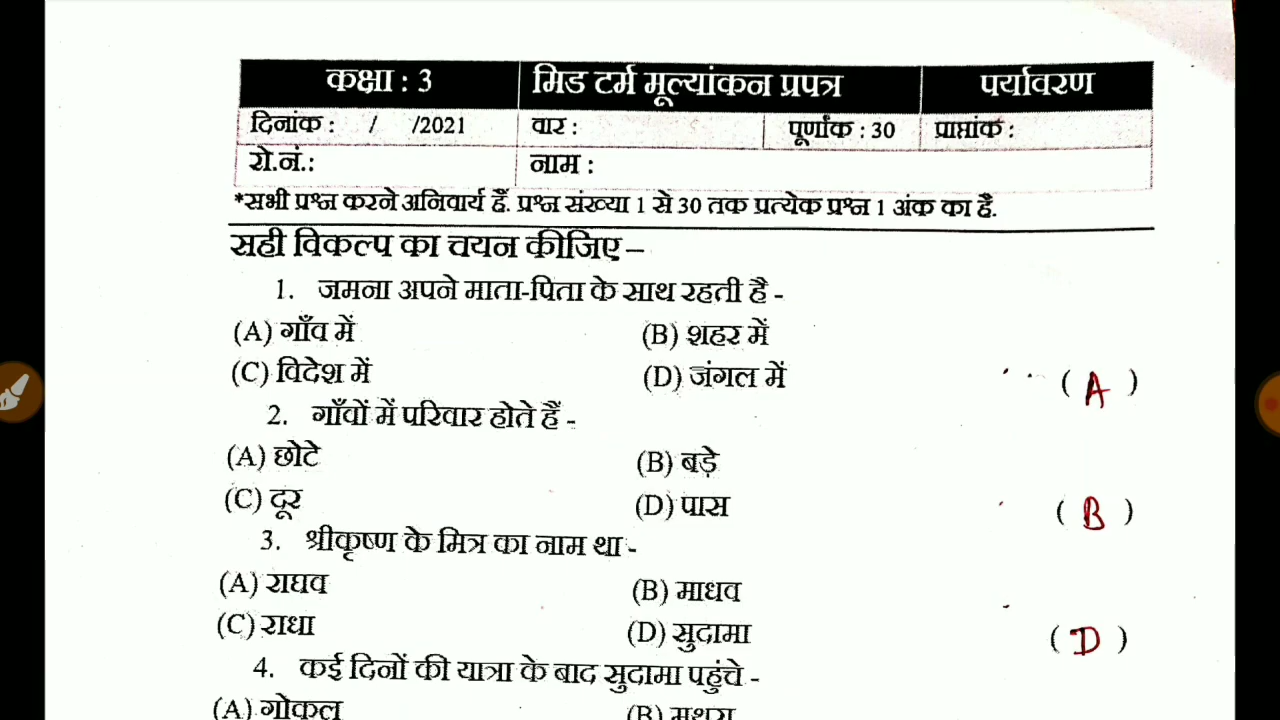 कक्षा : 3 मिड टर्म मूल्यांकन प्रपत्र पर्यावरण
दिनांक : / /2021 वार : पूर्णांक : 30 प्राप्तांक :
रो.नं.: नाम :
*सभी प्रश्न करने अनिवार्य हैं. प्रश्न संख्या 1 से 30 तक प्रत्येक प्रश्न 1 अंक का है.
सही विकल्प का चयन कीजिए –
1. जमना अपने माता-पिता के साथ रहती है -
(A) गाँव में (B) शहर में
(C) विदेश में (D) जंगल में ( A )
2. गाँवों में परिवार होते हैं -
(A) छोटे (B) बड़े
(C) दूर (D) पास ( B )
3. श्रीकृष्ण के मित्र का नाम था -
(A) राघव (B) माधव
(C) राधा (D) सुदामा ( D )
4. कई दिनों की यात्रा के बाद सुदामा पहुंचे -
(A) गोकुल (B) मथुरा